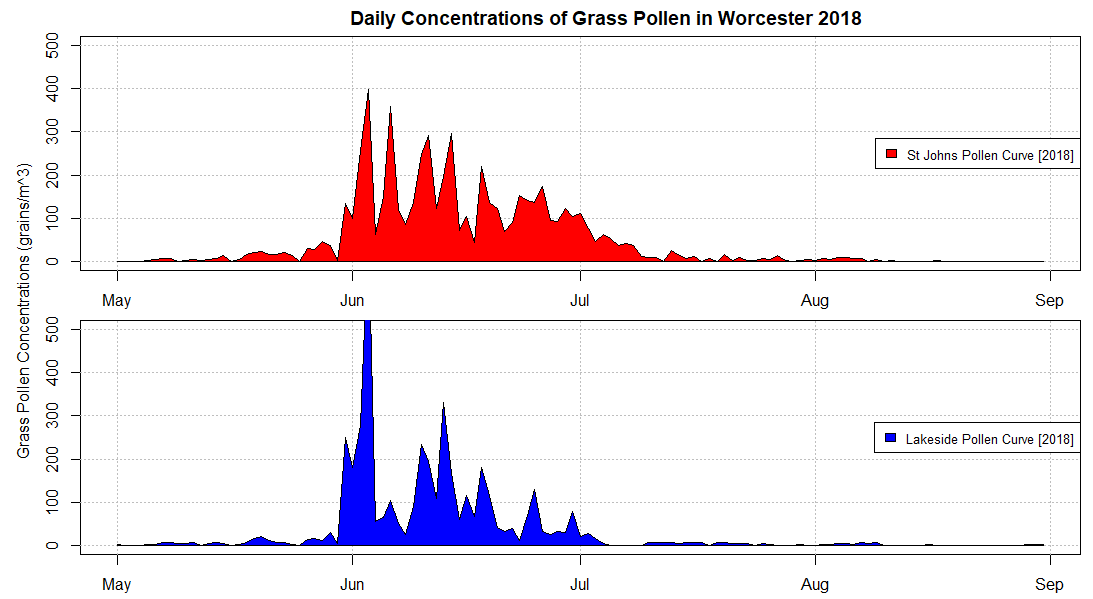 Daily Concentrations of Grass Pollen in Worcester 2018
Grass Pollen Concentrations (grains/m^3)
500
400
300
200
100
0
St Johns Pollen Curve [2018]
May Jun Jul Aug Sep
500
400
300
200
100
0
Lakeside Pollen Curve [2018]
May Jun Jul Aug Sep